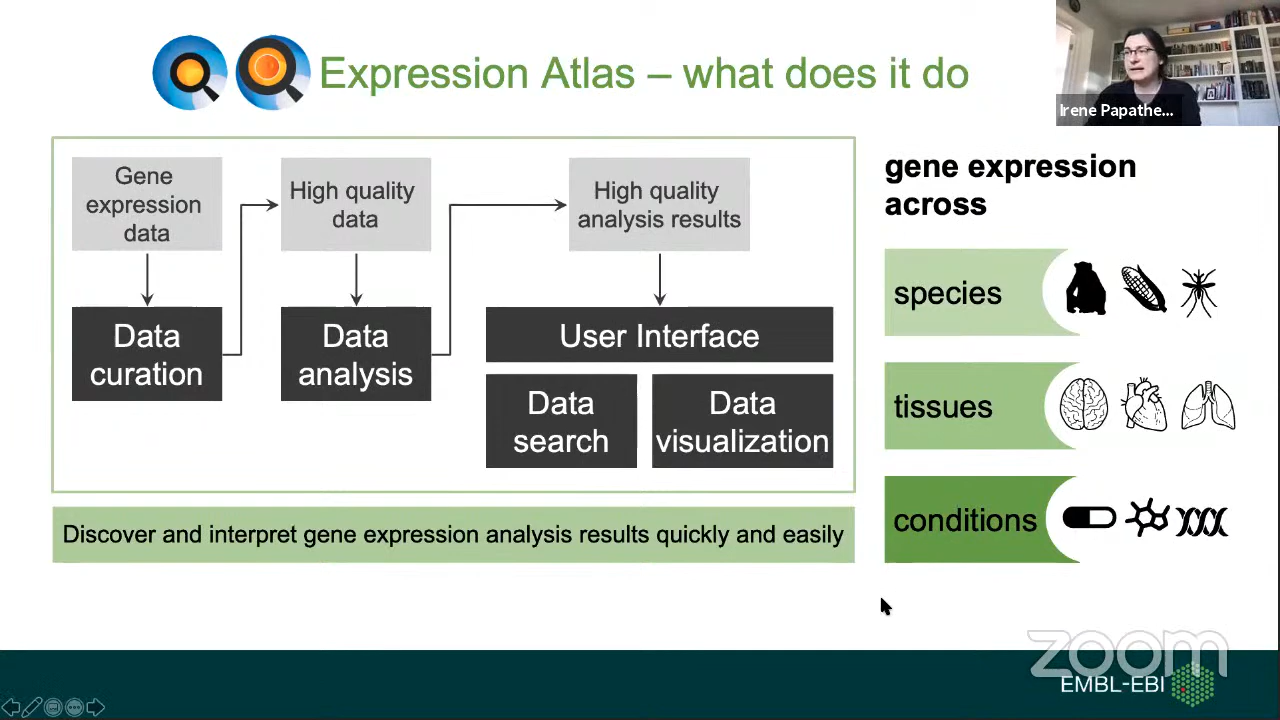 Expression Atlas – what does it do
Irene Papathe...
Gene
expression
data
High quality
data
High quality
analysis results
Data
curation
Data
analysis
User Interface
Data
search
Data
visualization
Discover and interpret gene expression analysis results quickly and easily
gene expression
across
species
tissues
conditions
zoom
EMBL-EBI